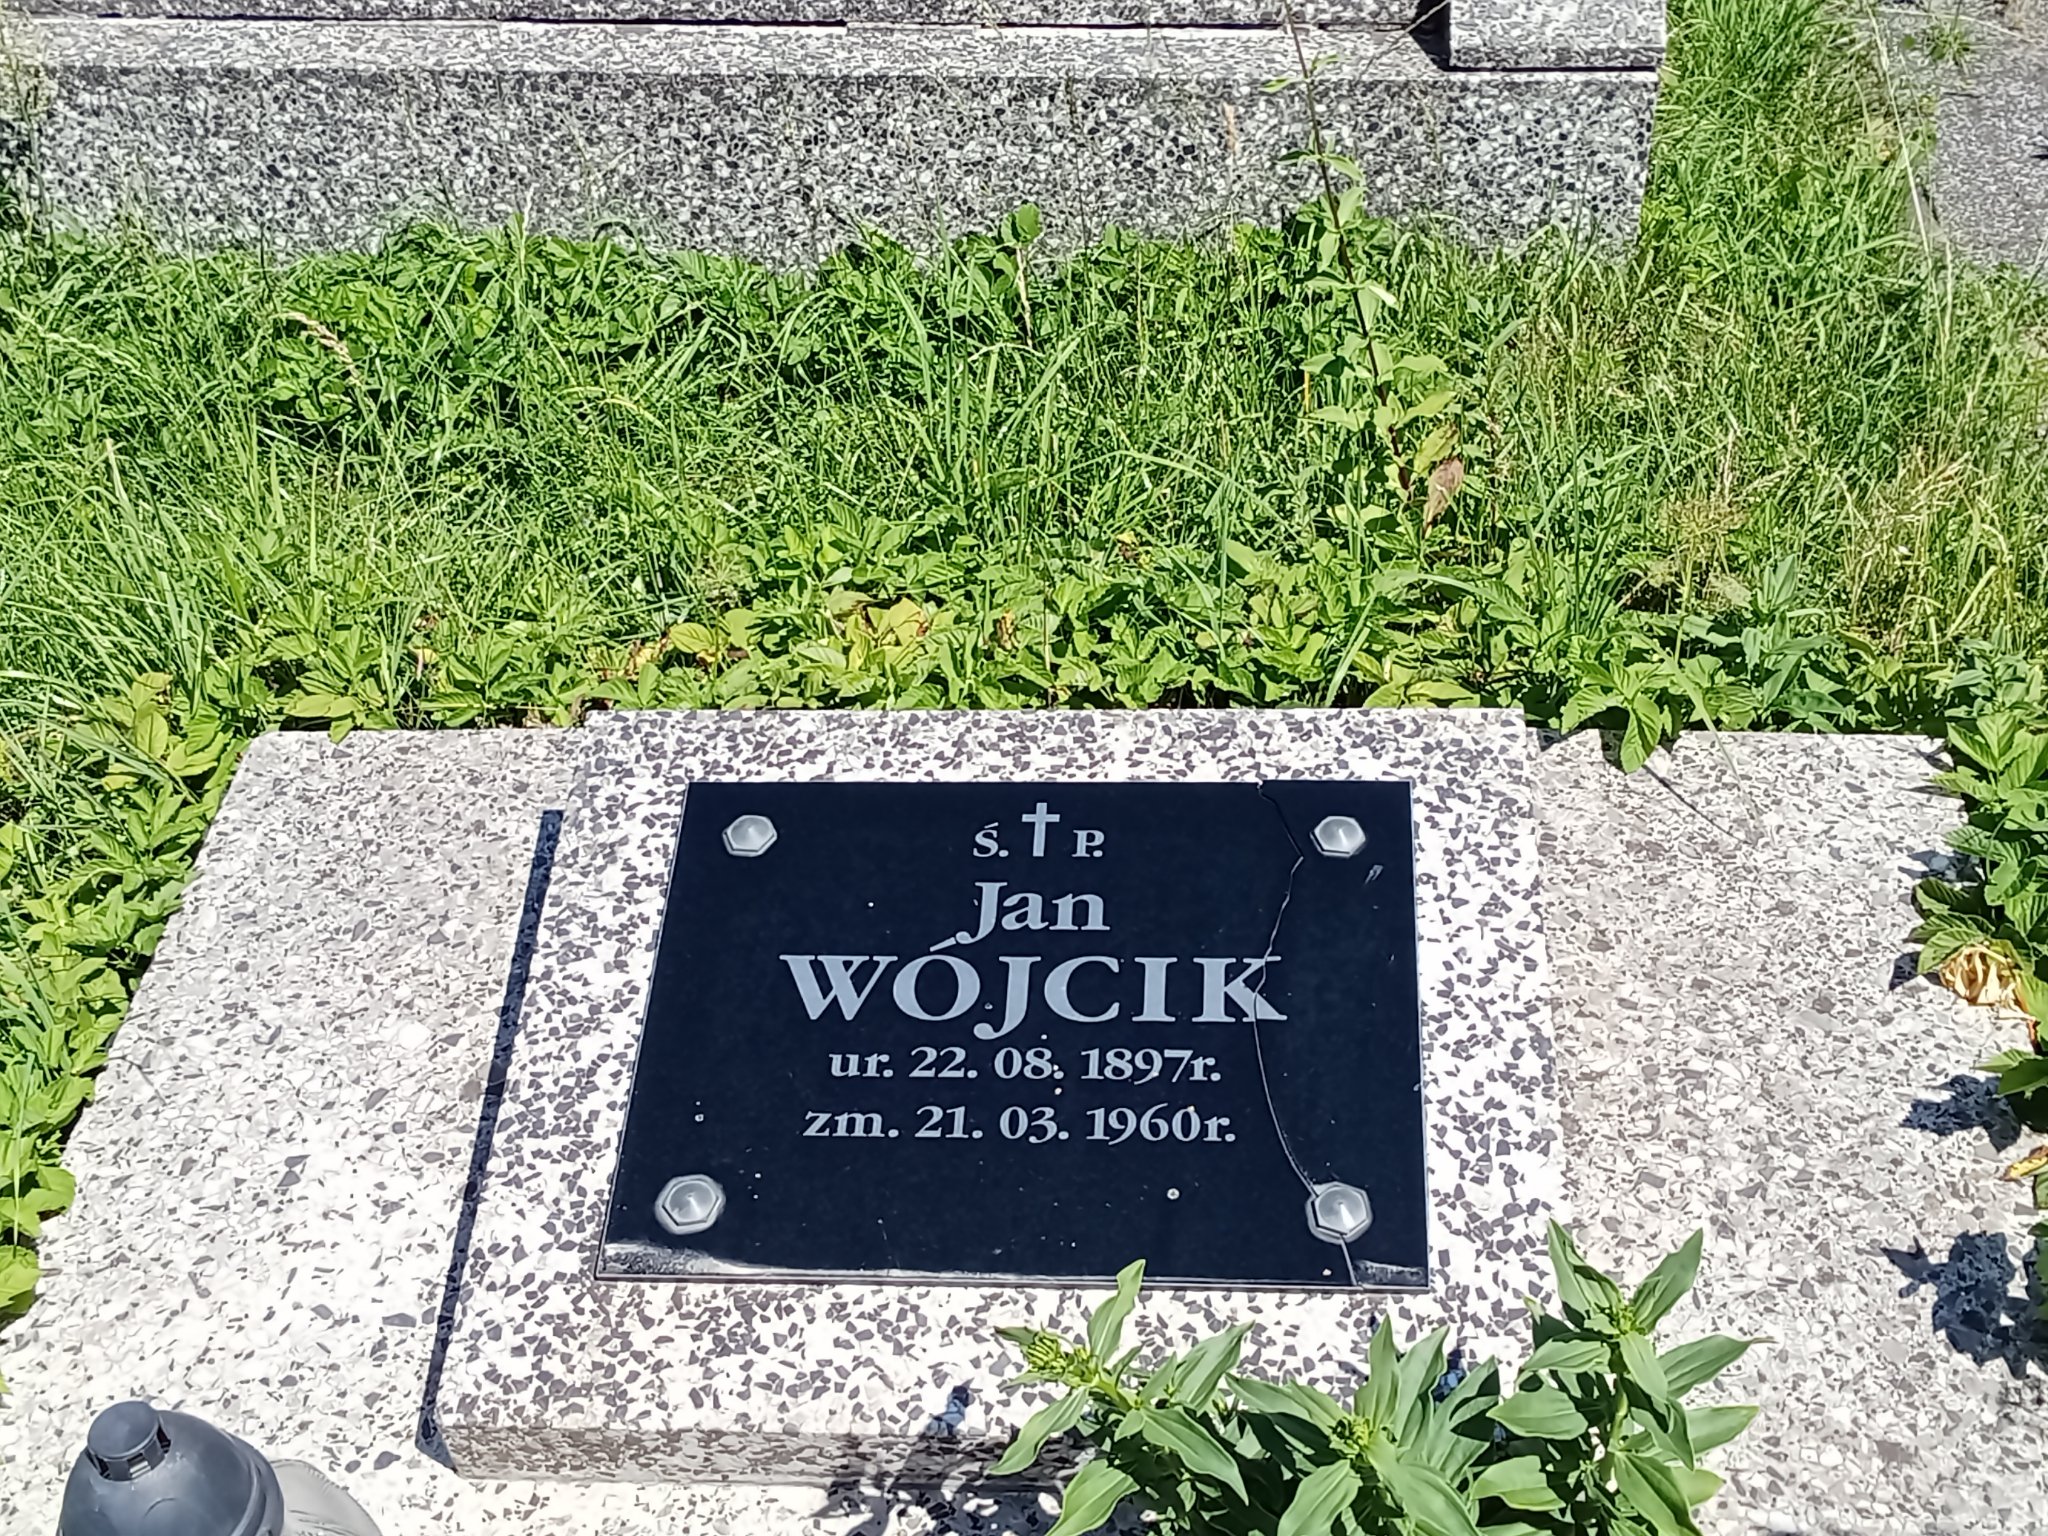 Ś. P.
Jan
WÓJCIK
ur. 22. 08. 1897r.
zm. 21. 03. 1960r.